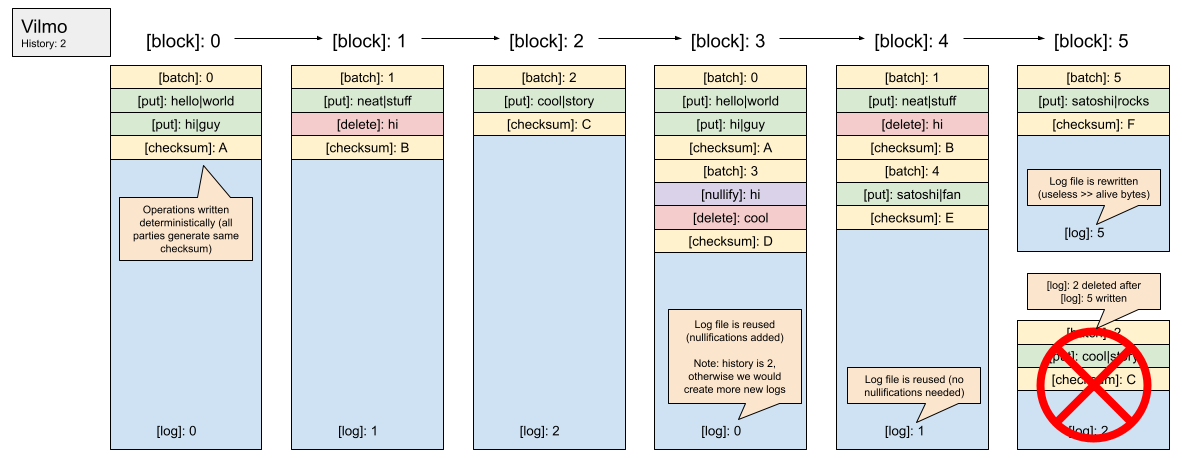 Vilmo
History: 2
[block]: 0
[block]: 1
[block]: 2
[block]: 3
[block]: 4
[block]: 5
[batch]: 0
[put]: hello|world
[put]: hi|guy
[checksum]: A
Operations written
deterministically (all
parties generate same
checksum)
[log]: 0
[batch]: 1
[put]: neat|stuff
[delete]: hi
[checksum]: B
[log]: 1
[batch]: 2
[put]: cool|story
[checksum]: C
[log]: 2
[batch]: 0
[put]: hello|world
[put]: hi|guy
[checksum]: A
[batch]: 3
[nullify]: hi
[delete]: cool
[checksum]: D
Log file is reused
(nullifications added)
Note: history is 2,
otherwise we would
create more new logs
[log]: 0
[batch]: 1
[put]: neat|stuff
[delete]: hi
[checksum]: B
[batch]: 4
[put]: satoshi|fan
[checksum]: E
Log file is reused (no
nullifications needed)
[log]: 1
[batch]: 5
[put]: satoshi|rocks
[checksum]: F
Log file is rewritten
(useless >> alive bytes)
[log]: 5
[log]: 2 deleted after
[log]: 5 written
[batch]: 2
[put]: cool|story
[checksum]: C
[log]: 2